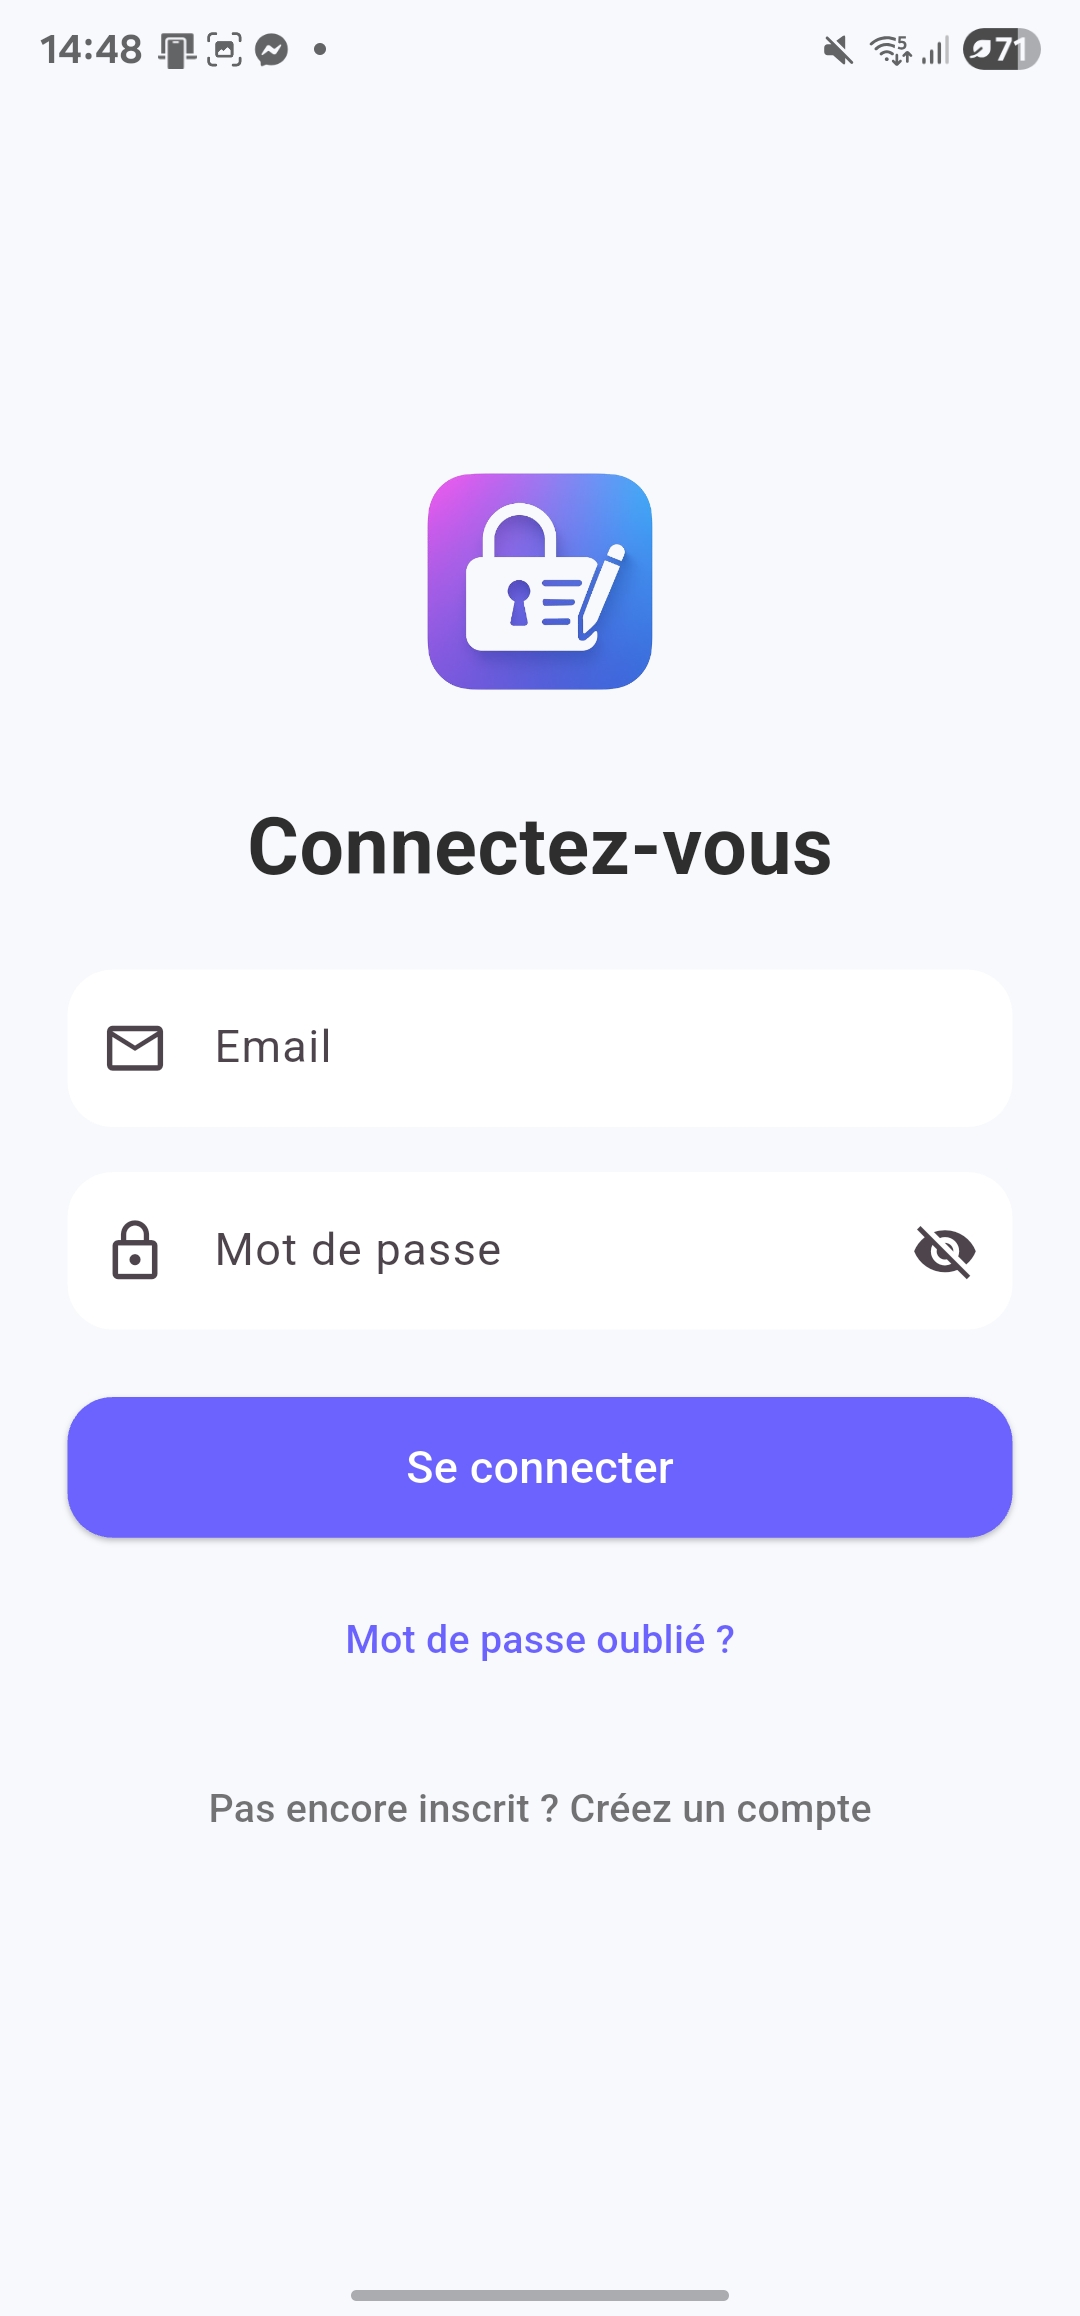 14:48
5
71
Connectez-vous
Email
Mot de passe
Se connecter
Mot de passe oublié ?
Pas encore inscrit ? Créez un compte